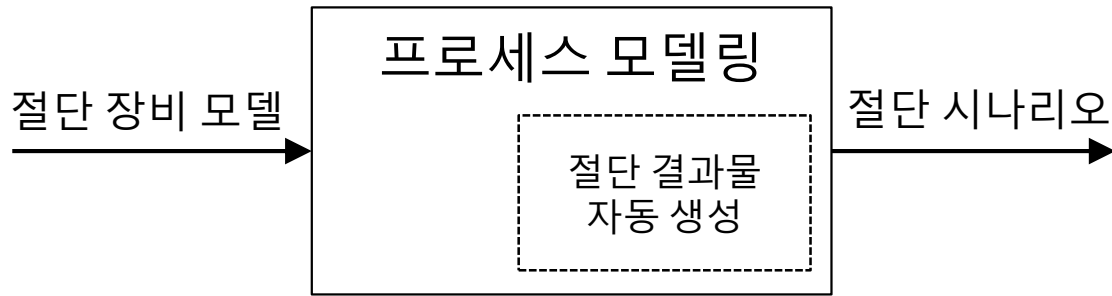 프로세스 모델링
절단 장비 모델
절단 시나리오
절단 결과물
자동 생성